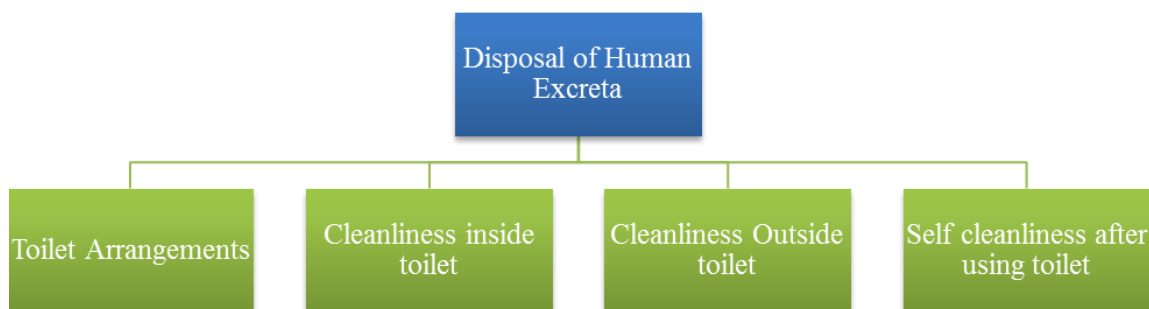 Disposal of Human
Excreta
Toilet Arrangements
Cleanliness inside
toilet
Cleanliness Outside
toilet
Self cleanliness after
using toilet